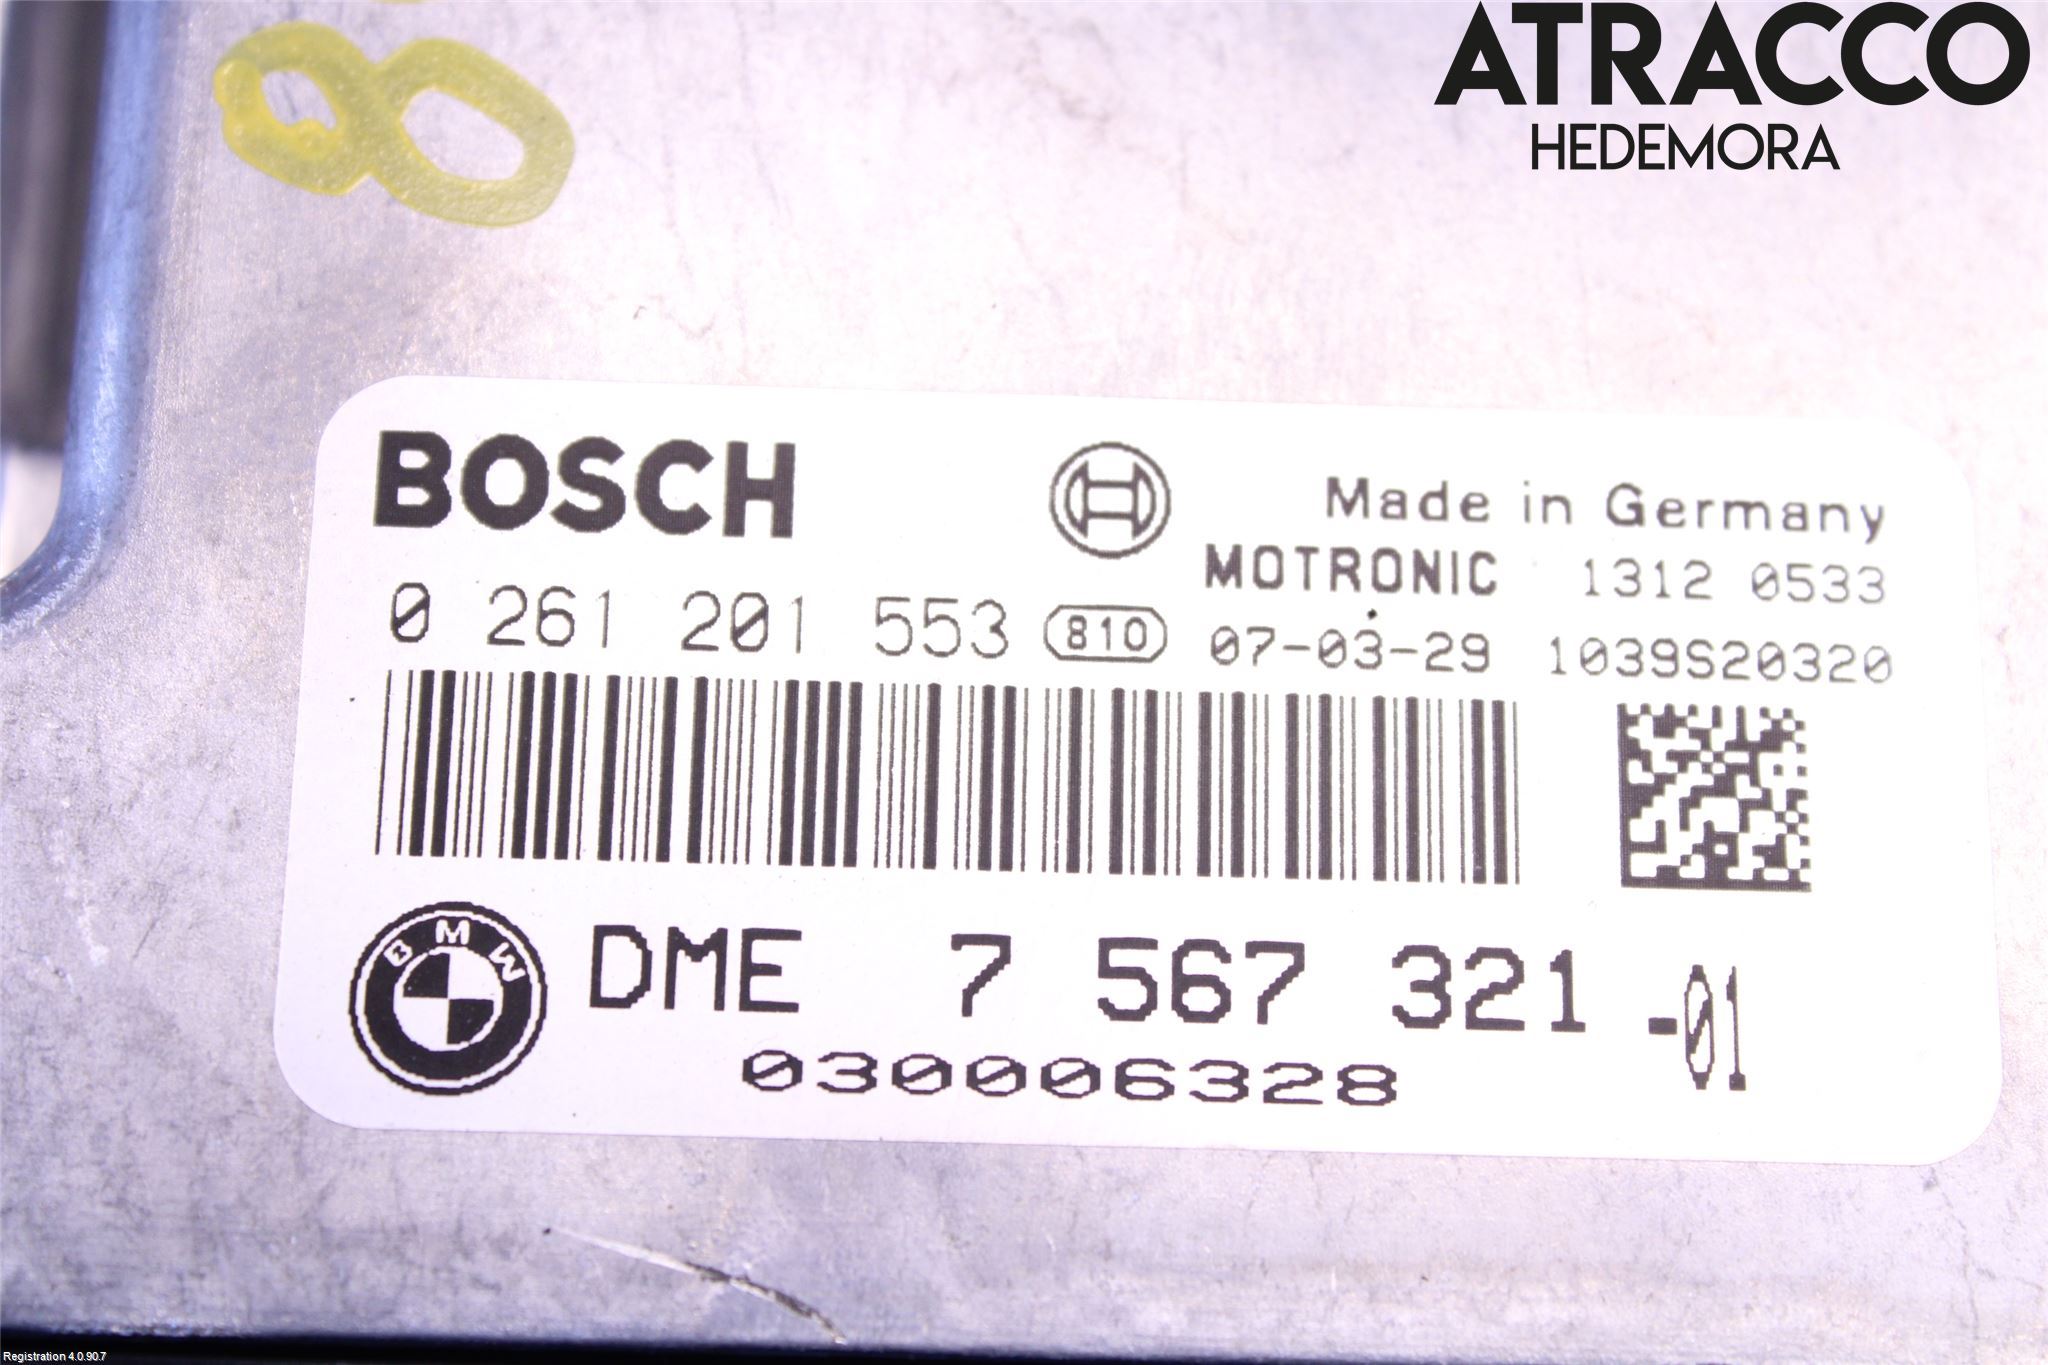 ATRACCO
HEDEMORA
8
BOSCH
Made in Germany
MOTRONIC 1312 0533
0 261 201 553 810 07-03-29 1039S20320
BMW
DME 7 567 321 -01
030006328
Registration 4.0.90.7